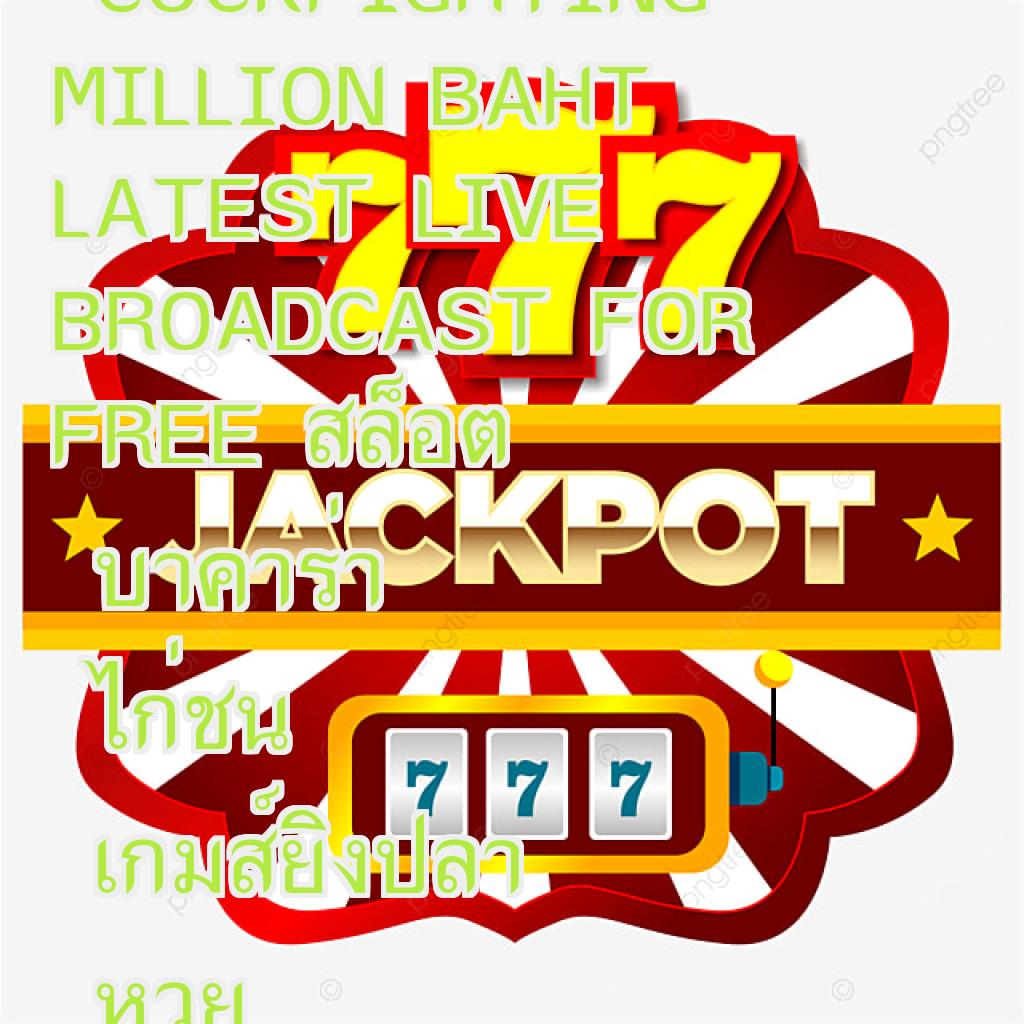 COCKFIGHTING
MILLION BAHT
LATEST LIVE
BROADCAST FOR
FREE สล็อต
บาคาร่า
ไก่ชน
เกมส์ยิงปลา
หวย
777
JACKPOT
7 7 7
pngtree